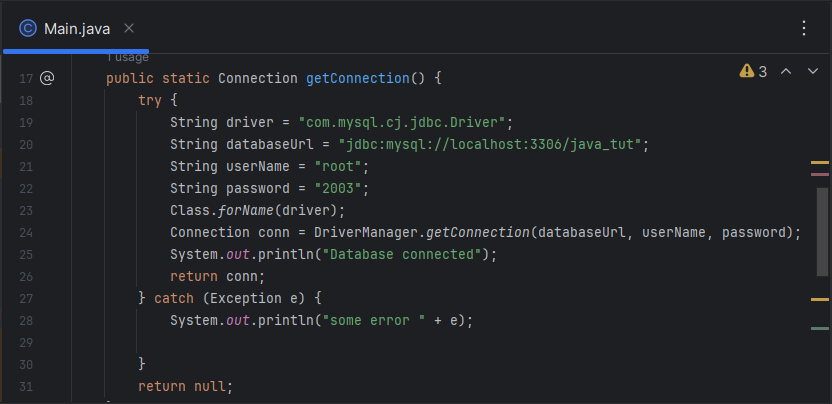 Main.java
1 usage
17 @ public static Connection getConnection() { 3
18 try {
19 String driver = "com.mysql.cj.jdbc.Driver";
20 String databaseUrl = "jdbc:mysql://localhost:3306/java_tut";
21 String userName = "root";
22 String password = "2003";
23 Class.forName(driver);
24 Connection conn = DriverManager.getConnection(databaseUrl, userName, password);
25 System.out.println("Database connected");
26 return conn;
27 } catch (Exception e) {
28 System.out.println("some error " + e);
29
30 }
31 return null;